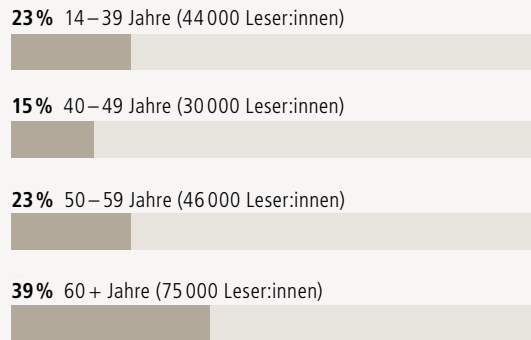 23% 14–39 Jahre (44 000 Leser:innen)
15% 40–49 Jahre (30 000 Leser:innen)
23% 50–59 Jahre (46 000 Leser:innen)
39% 60+ Jahre (75 000 Leser:innen)